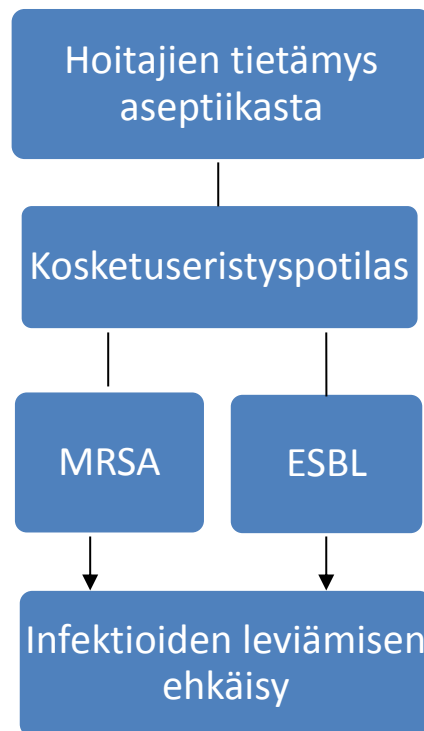 Hoitajien tietämys
aseptiikasta
Kosketuseristyspotilas
MRSA
ESBL
Infektioiden leviämisen
ehkäisy